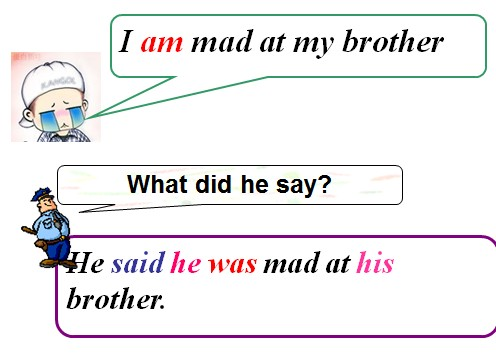 I am mad at my brother
KANGOL
What did he say?
He said he was mad at his
brother.